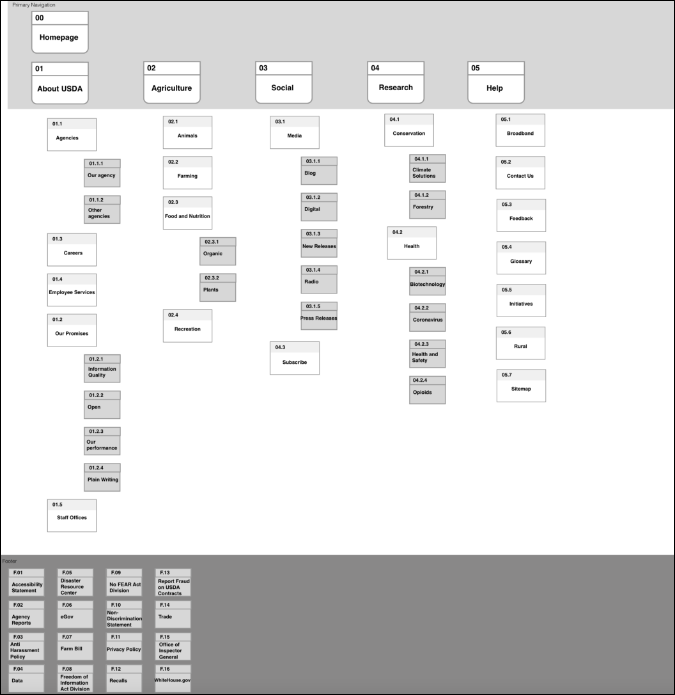 Primary Navigation
00
Homepage
01
About USDA
02
Agriculture
03
Social
04
Research
05
Help
01.1
Agencies
01.1.1
Our agency
01.1.2
Other
agencies
01.3
Careers
01.4
Employee Services
01.2
Our Promises
01.2.1
Information
Quality
01.2.2
Open
01.2.3
Our
performance
01.2.4
Plain Writing
01.5
Staff Offices
02.1
Animals
02.2
Farming
02.3
Food and Nutrition
02.3.1
Organic
02.3.2
Plants
02.4
Recreation
03.1
Media
03.1.1
Blog
03.1.2
Digital
03.1.3
New Releases
03.1.4
Radio
03.1.5
Press Releases
04.3
Subscribe
04.1
Conservation
04.1.1
Climate
Solutions
04.1.2
Forestry
04.2
Health
04.2.1
Biotechnology
04.2.2
Coronavirus
04.2.3
Health and
Safety
04.2.4
Opioids
05.1
Broadband
05.2
Contact Us
05.3
Feedback
05.4
Glossary
05.5
Initiatives
05.6
Rural
05.7
Sitemap
Footer
F.01
Accessibility
Statement
F.02
Agency
Reports
F.03
Anti
Harassment
Policy
F.04
Data
F.05
Disaster
Resource
Center
F.06
eGov
F.07
Farm Bill
F.08
Freedom of
Information
Act Division
F.09
No FEAR Act
Division
F.10
Non-
Discrimination
Statement
F.11
Privacy Policy
F.12
Recalls
F.13
Report Fraud
on USDA
Contracts
F.14
Trade
F.15
Office of
Inspector
General
F.16
WhiteHouse.gov